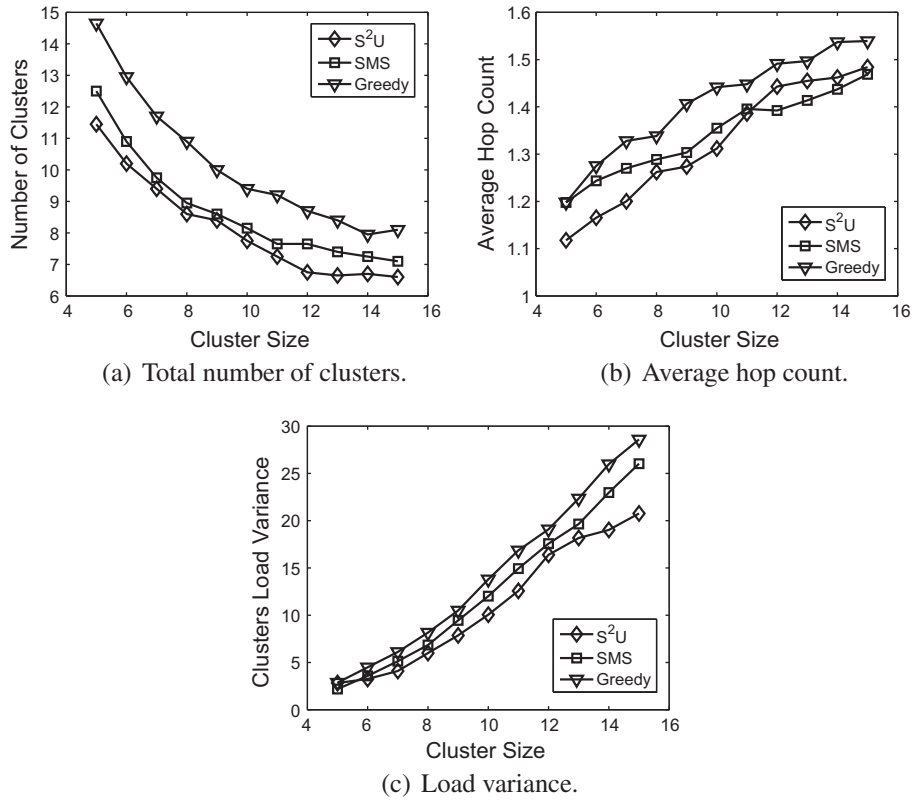 15
14
13
12
11
10
9
8
7
6
4 6 8 10 12 14 16
Number of Clusters
Cluster Size
S²U
SMS
Greedy
(a) Total number of clusters.
1.6
1.5
1.4
1.3
1.2
1.1
1
4 6 8 10 12 14 16
Average Hop Count
Cluster Size
S²U
SMS
Greedy
(b) Average hop count.
30
25
20
15
10
5
0
4 6 8 10 12 14 16
Clusters Load Variance
Cluster Size
S²U
SMS
Greedy
(c) Load variance.